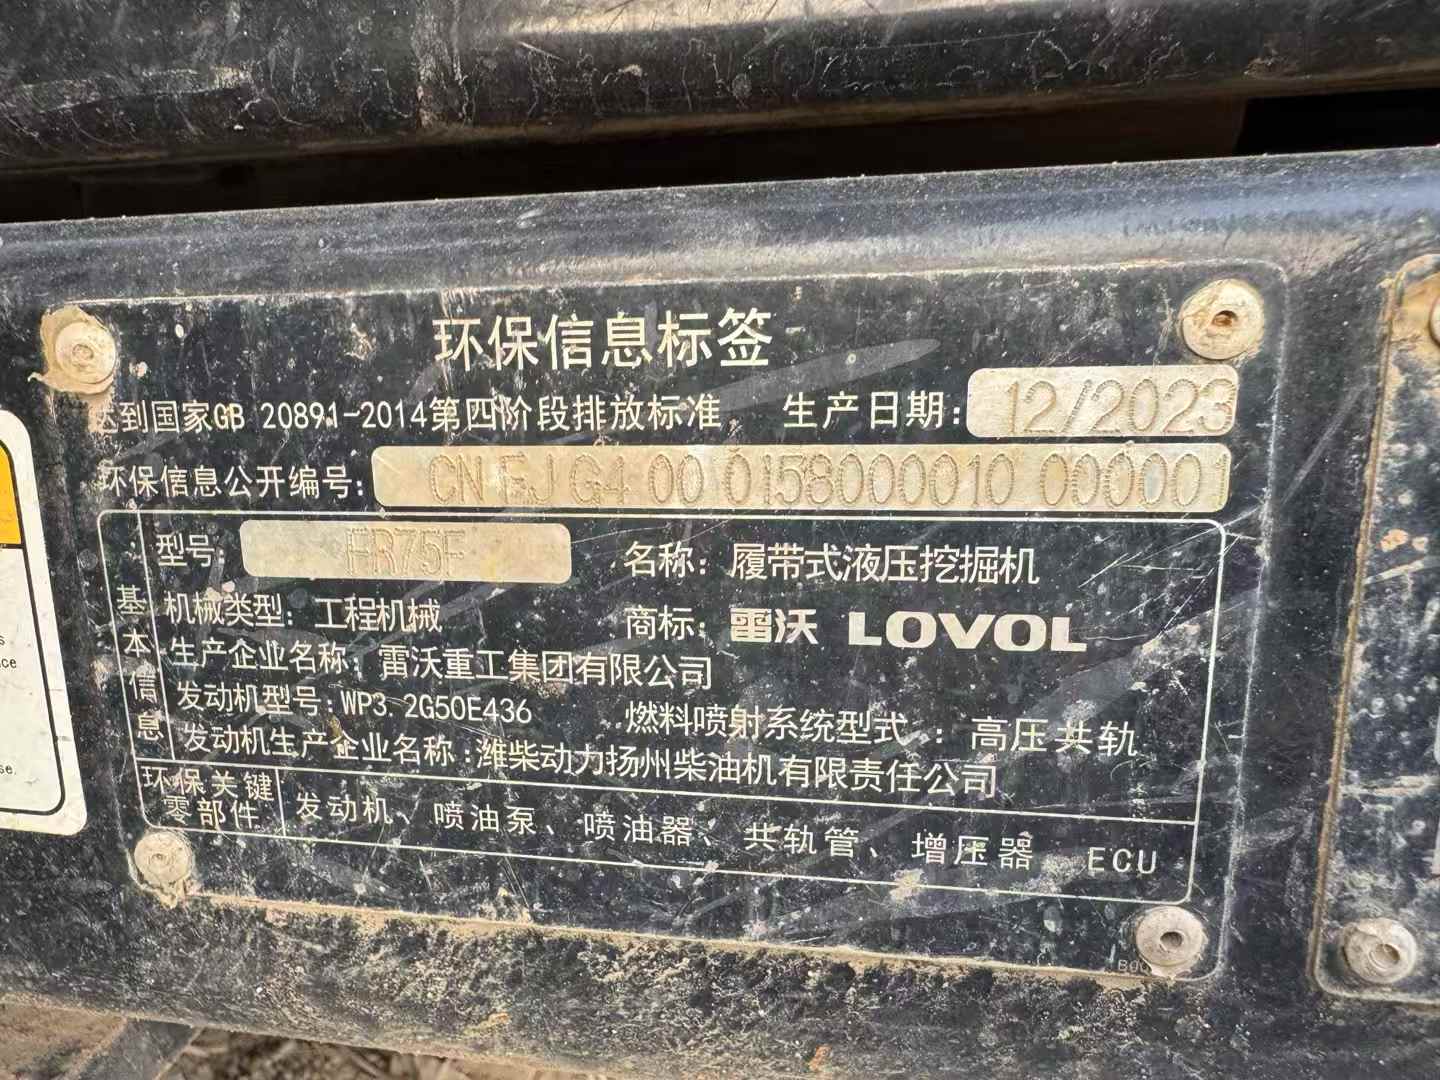 环保信息标签
达到国家GB 20891-2014第四阶段排放标准 生产日期: 12/2023
环保信息公开编号: CN FJ G4 00 0158000010 000001
基本信息
型号: FR75F 名称: 履带式液压挖掘机
机械类型: 工程机械 商标: 雷沃 LOVOL
生产企业名称: 雷沃重工集团有限公司
发动机型号: WP3.2G50E436 燃料喷射系统型式: 高压共轨
发动机生产企业名称: 潍柴动力扬州柴油机有限责任公司
环保关键零部件 发动机、喷油泵、喷油器、共轨管、增压器 ECU